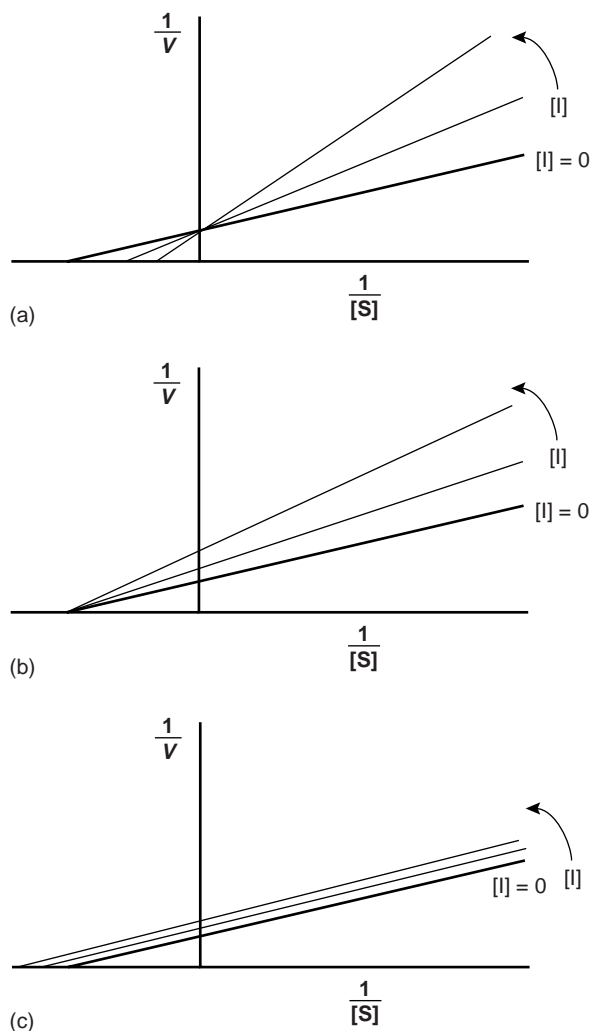 1
V
[I]
[I] = 0
1
[S]
(a)
1
V
[I]
[I] = 0
1
[S]
(b)
1
V
[I] = 0 [I]
1
[S]
(c)